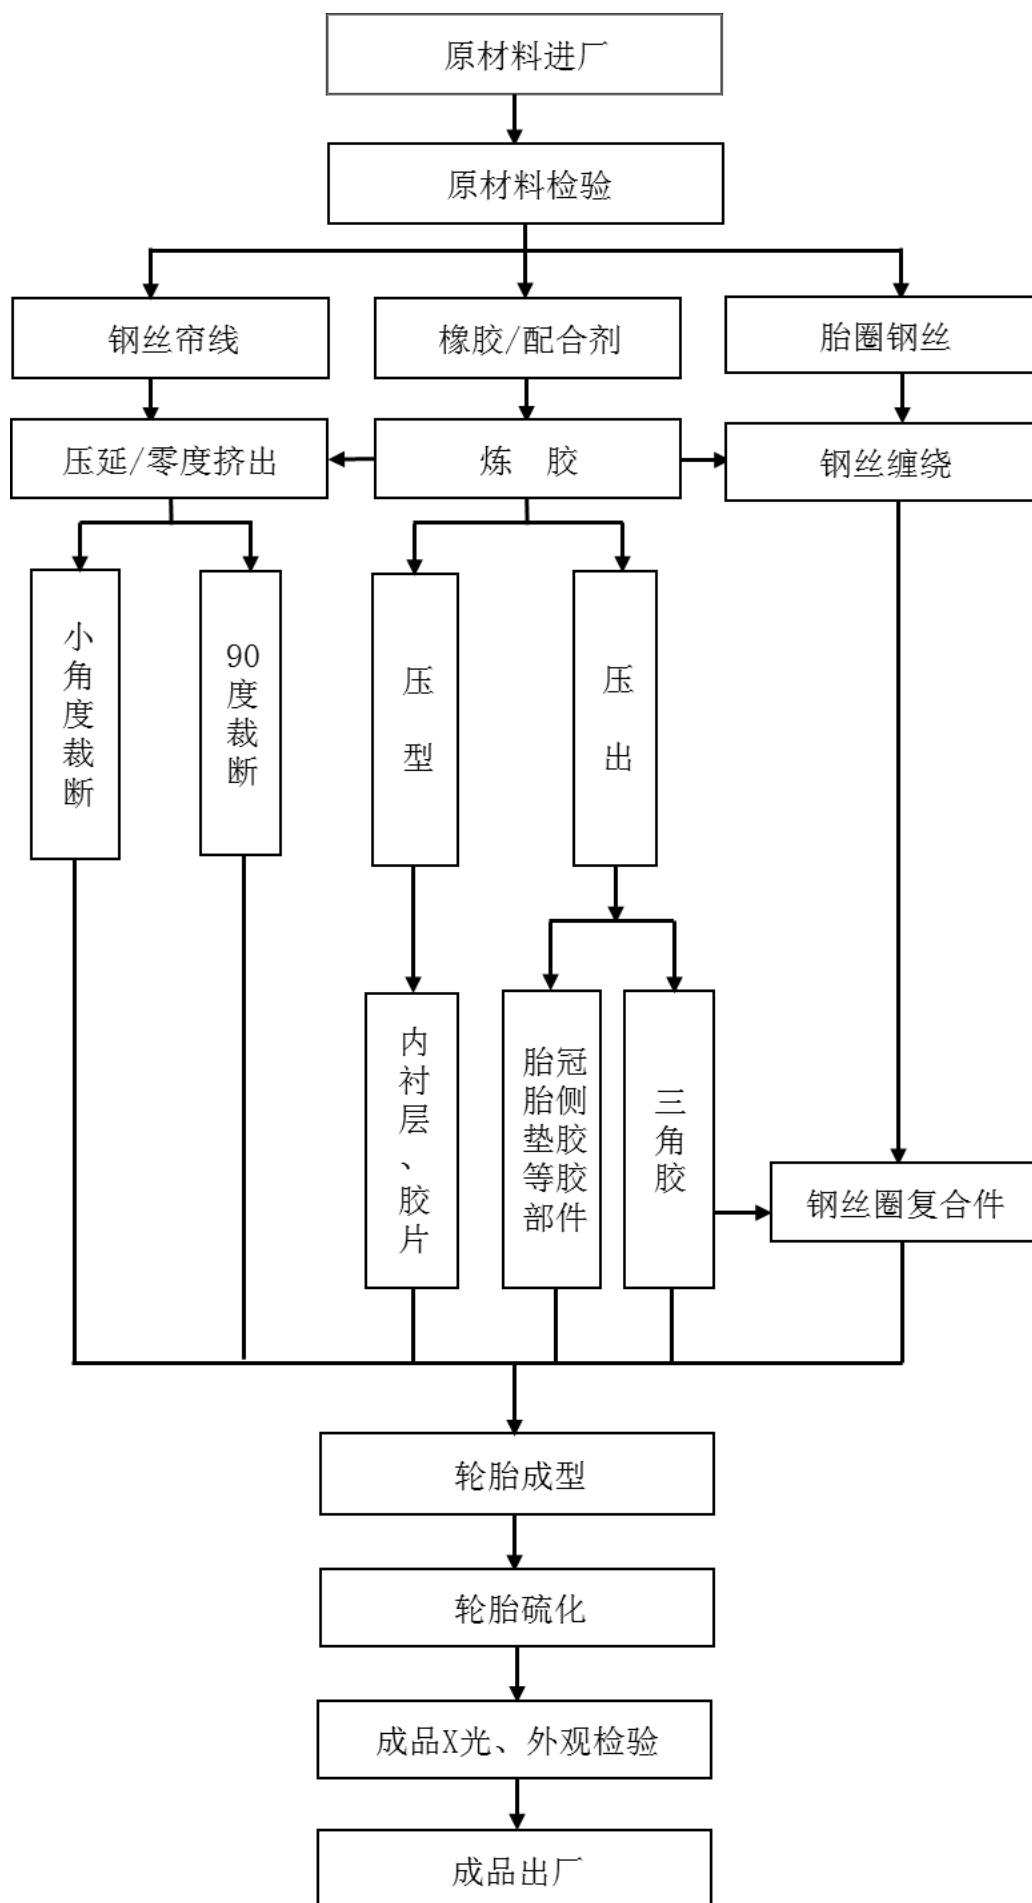 原材料进厂
原材料检验
钢丝帘线
橡胶/配合剂
胎圈钢丝
压延/零度挤出
炼 胶
钢丝缠绕
小
角
度
裁
断
90
度
裁
断
压
型
压
出
内
衬
层
、
胶
片
胎冠
胎侧
垫胶
等胶
部件
三
角
胶
钢丝圈复合件
轮胎成型
轮胎硫化
成品X光、外观检验
成品出厂